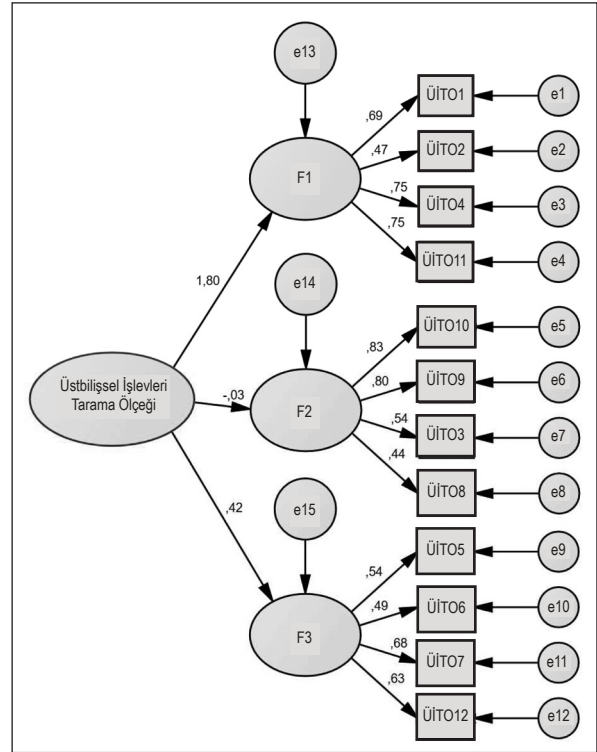 e13
,69
ÜİTO1
e1
,47
ÜİTO2
e2
F1
,75
ÜİTO4
e3
,75
ÜİTO11
e4
1,80
e14
,83
ÜİTO10
e5
Üstbilişsel İşlevleri
Tarama Ölçeği
-,03
F2
,80
ÜİTO9
e6
,54
ÜİTO3
e7
,44
ÜİTO8
e8
,42
e15
,54
ÜİTO5
e9
,49
ÜİTO6
e10
F3
,68
ÜİTO7
e11
,63
ÜİTO12
e12